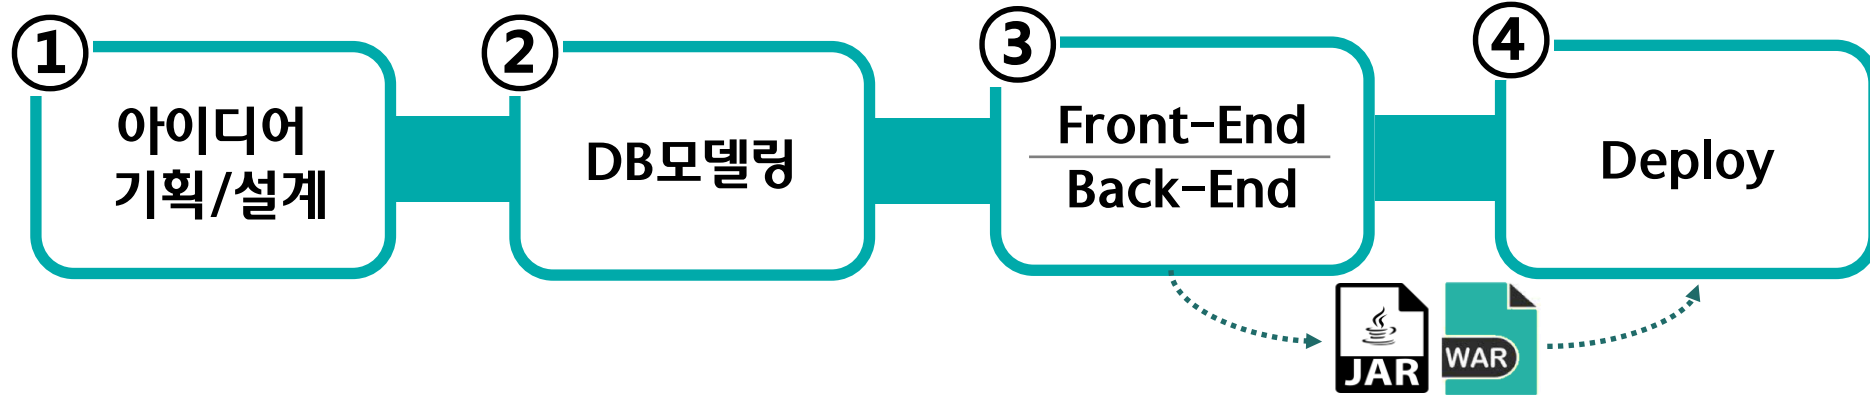 ①
아이디어
기획/설계
②
DB모델링
③
Front-End
Back-End
④
Deploy
JAR
WAR